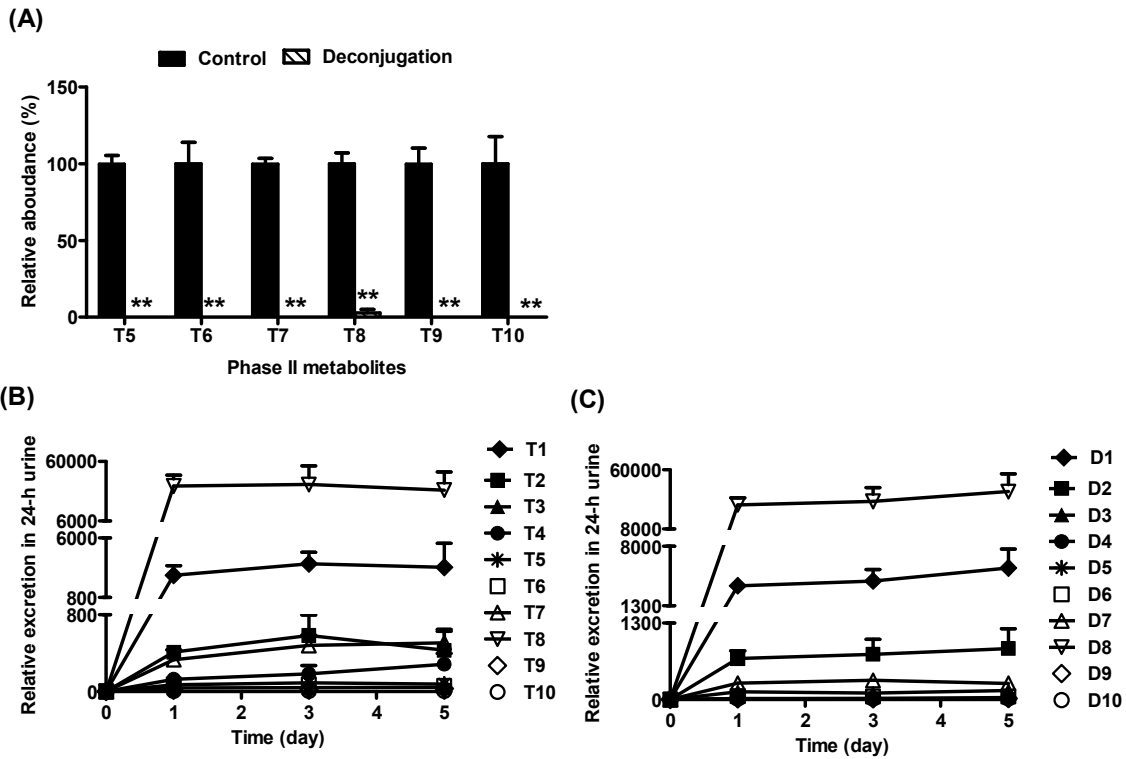 (A)
Control Deconjugation
Relative aboudance (%)
150
100
50
0
** ** ** ** ** **
T5 T6 T7 T8 T9 T10
Phase II metabolites
(B)
Relative excretion in 24-h urine
60000
6000
6000
800
800
0
0 1 2 3 4 5
Time (day)
T1
T2
T3
T4
T5
T6
T7
T8
T9
T10
(C)
Relative excretion in 24-h urine
60000
8000
8000
1300
1300
0
0 1 2 3 4 5
Time (day)
D1
D2
D3
D4
D5
D6
D7
D8
D9
D10